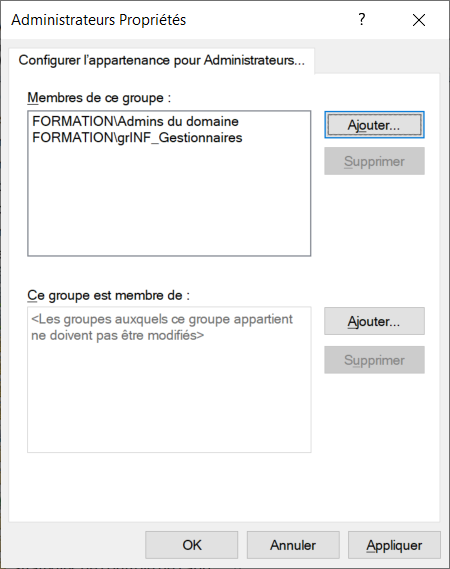 Administrateurs Propriétés
Configurer l'appartenance pour Administrateurs...
Membres de ce groupe :
FORMATION\Admins du domaine
FORMATION\grINF_Gestionnaires
Ajouter...
Supprimer
Ce groupe est membre de :
<Les groupes auxquels ce groupe appartient
ne doivent pas être modifiés>
Ajouter...
Supprimer
OK
Annuler
Appliquer